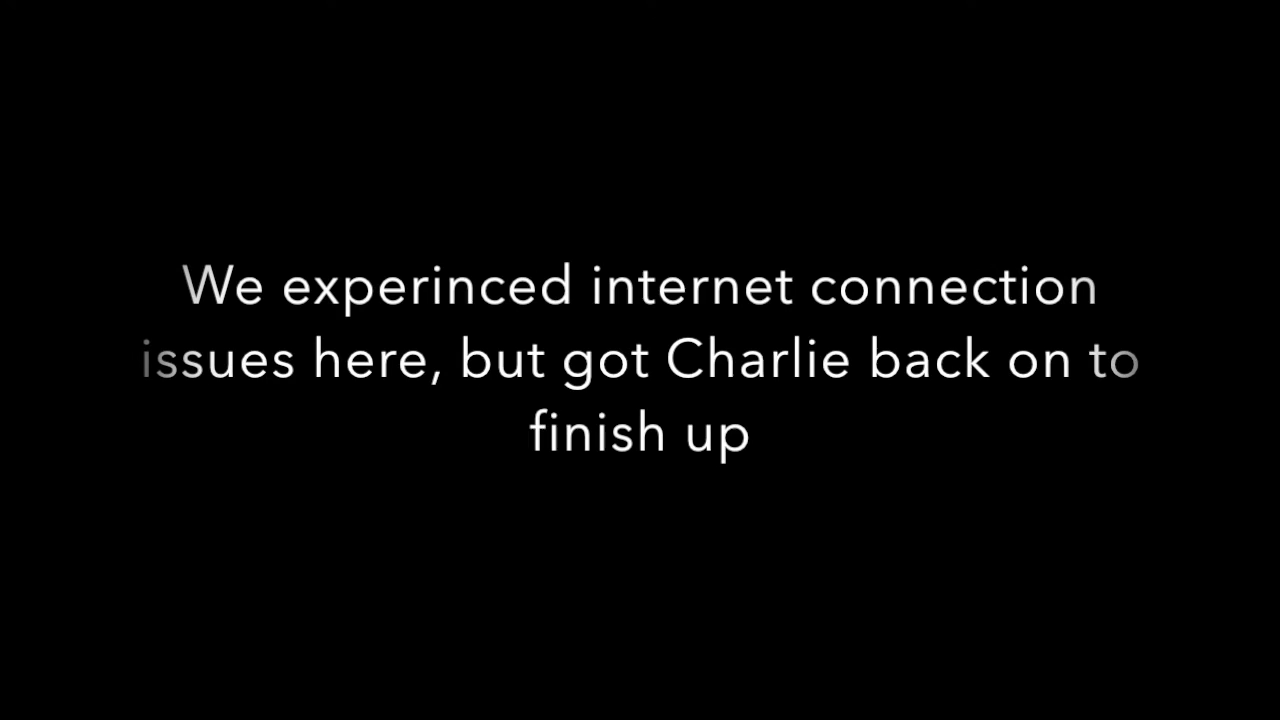 We experinced internet connection
issues here, but got Charlie back on to
finish up